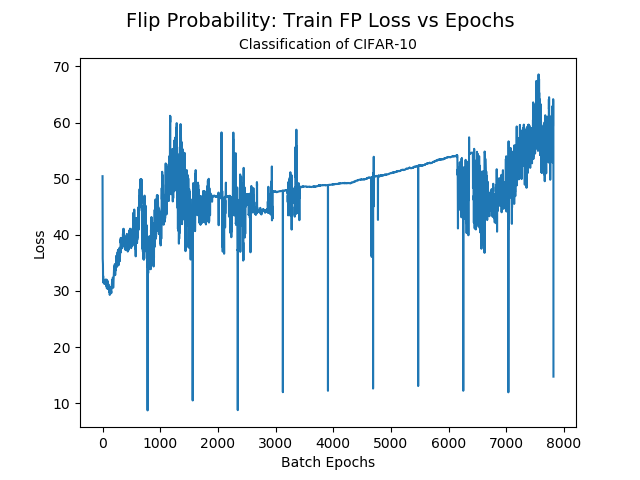 Flip Probability: Train FP Loss vs Epochs
Classification of CIFAR-10
70
60
50
40
30
20
10
Loss
0 1000 2000 3000 4000 5000 6000 7000 8000
Batch Epochs